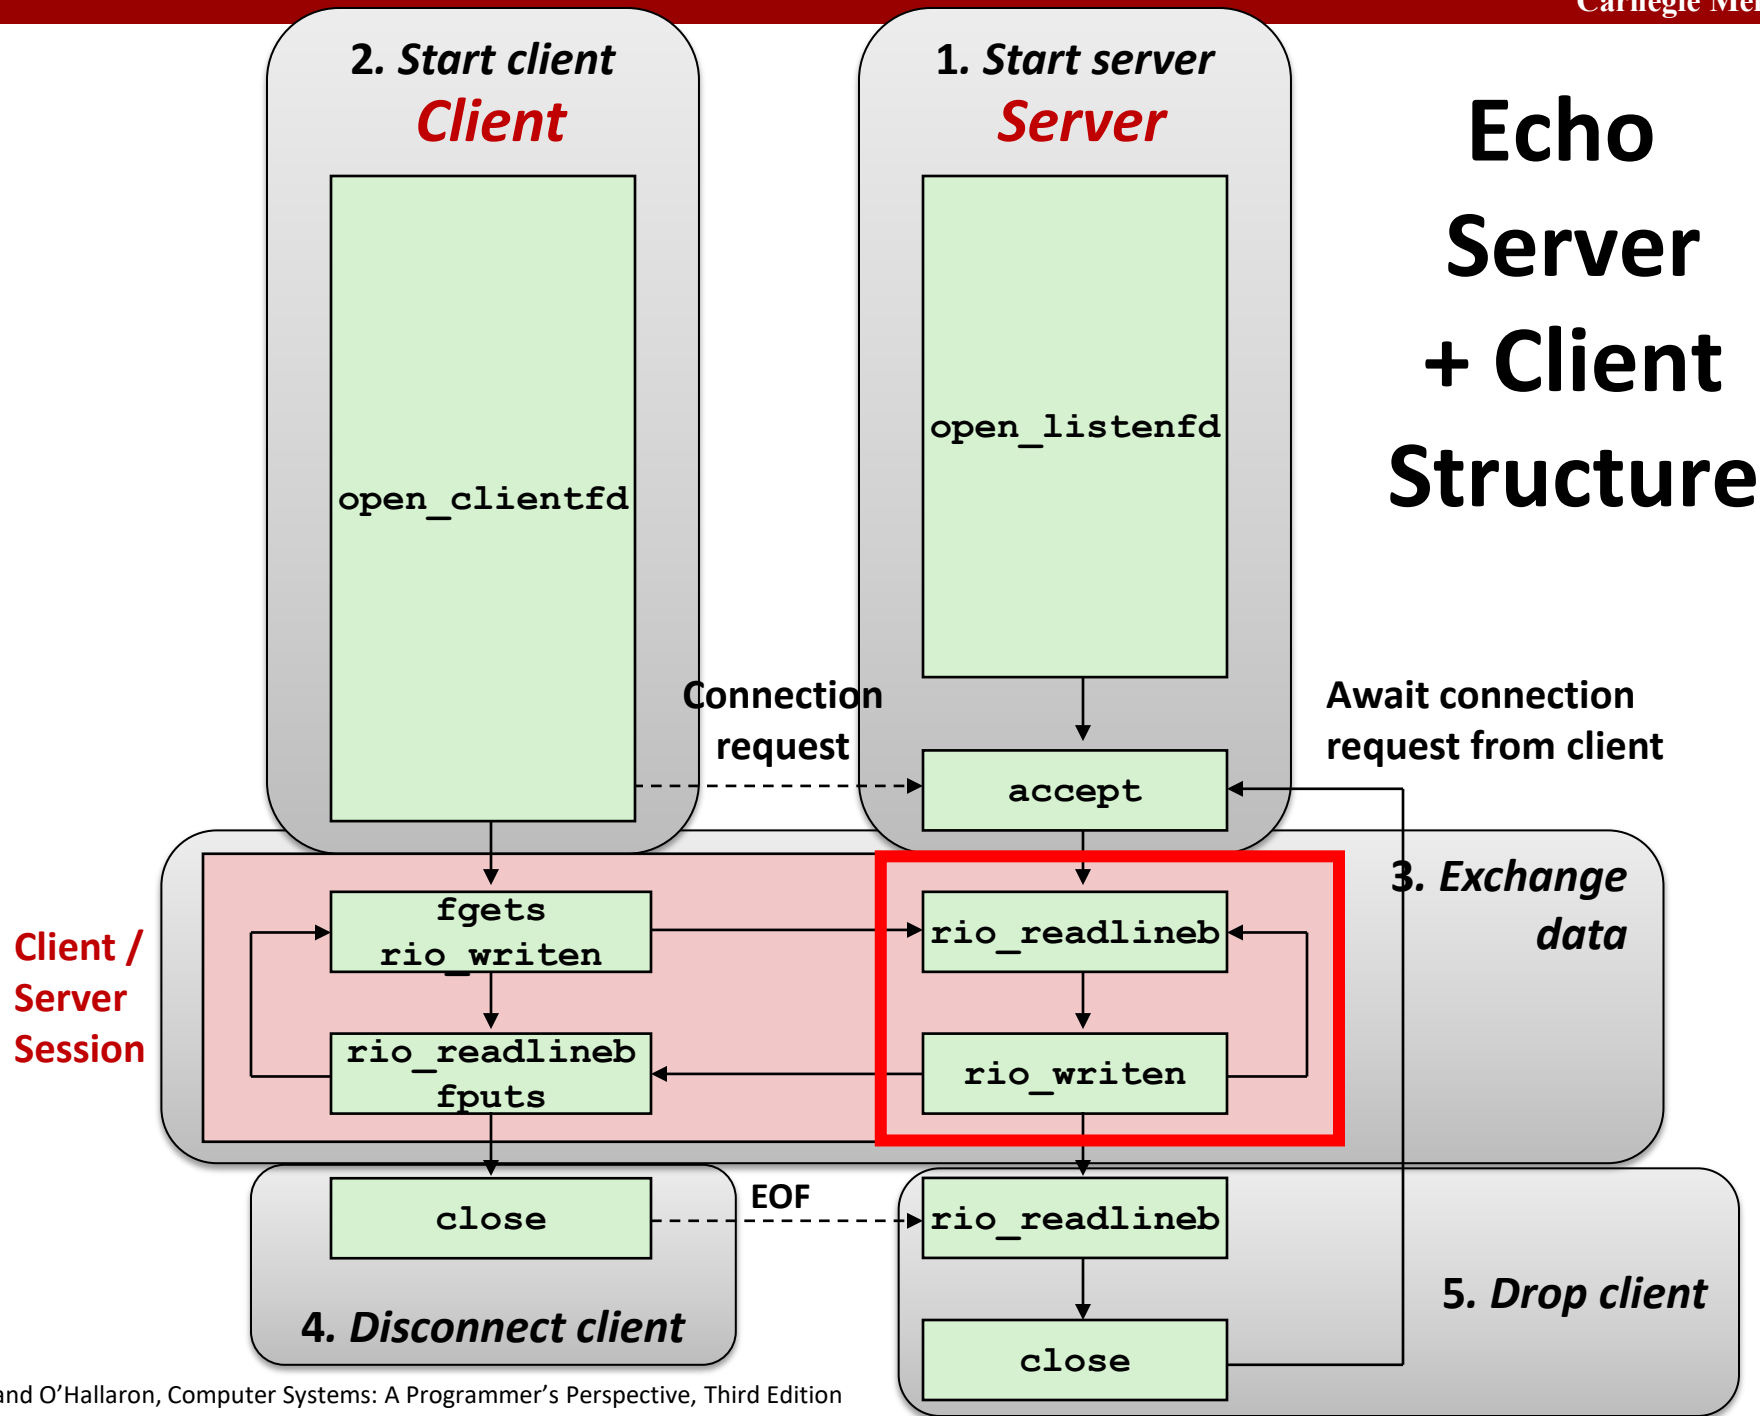 Carnegie Mel
2. Start client
Client
1. Start server
Server
Echo
Server
+ Client
Structure
open_clientfd
open_listenfd
Connection
request
Await connection
request from client
accept
3. Exchange
data
Client /
Server
Session
fgets
rio_writen
rio_readlineb
rio_readlineb
fputs
rio_writen
close
EOF
rio_readlineb
4. Disconnect client
5. Drop client
close
and O'Hallaron, Computer Systems: A Programmer's Perspective, Third Edition